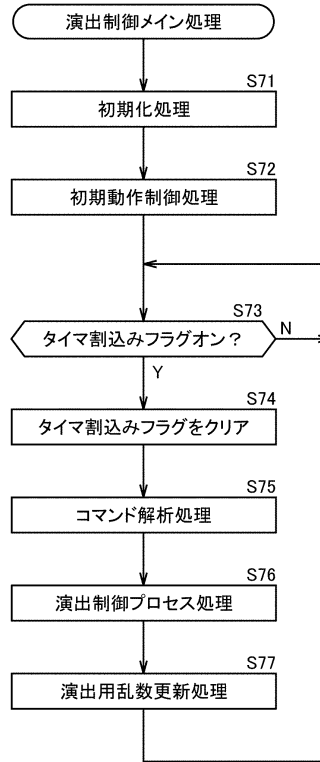 演出制御メイン処理
S71
初期化処理
S72
初期動作制御処理
S73
タイマ割込みフラグオン?
N
Y
S74
タイマ割込みフラグをクリア
S75
コマンド解析処理
S76
演出制御プロセス処理
S77
演出用乱数更新処理